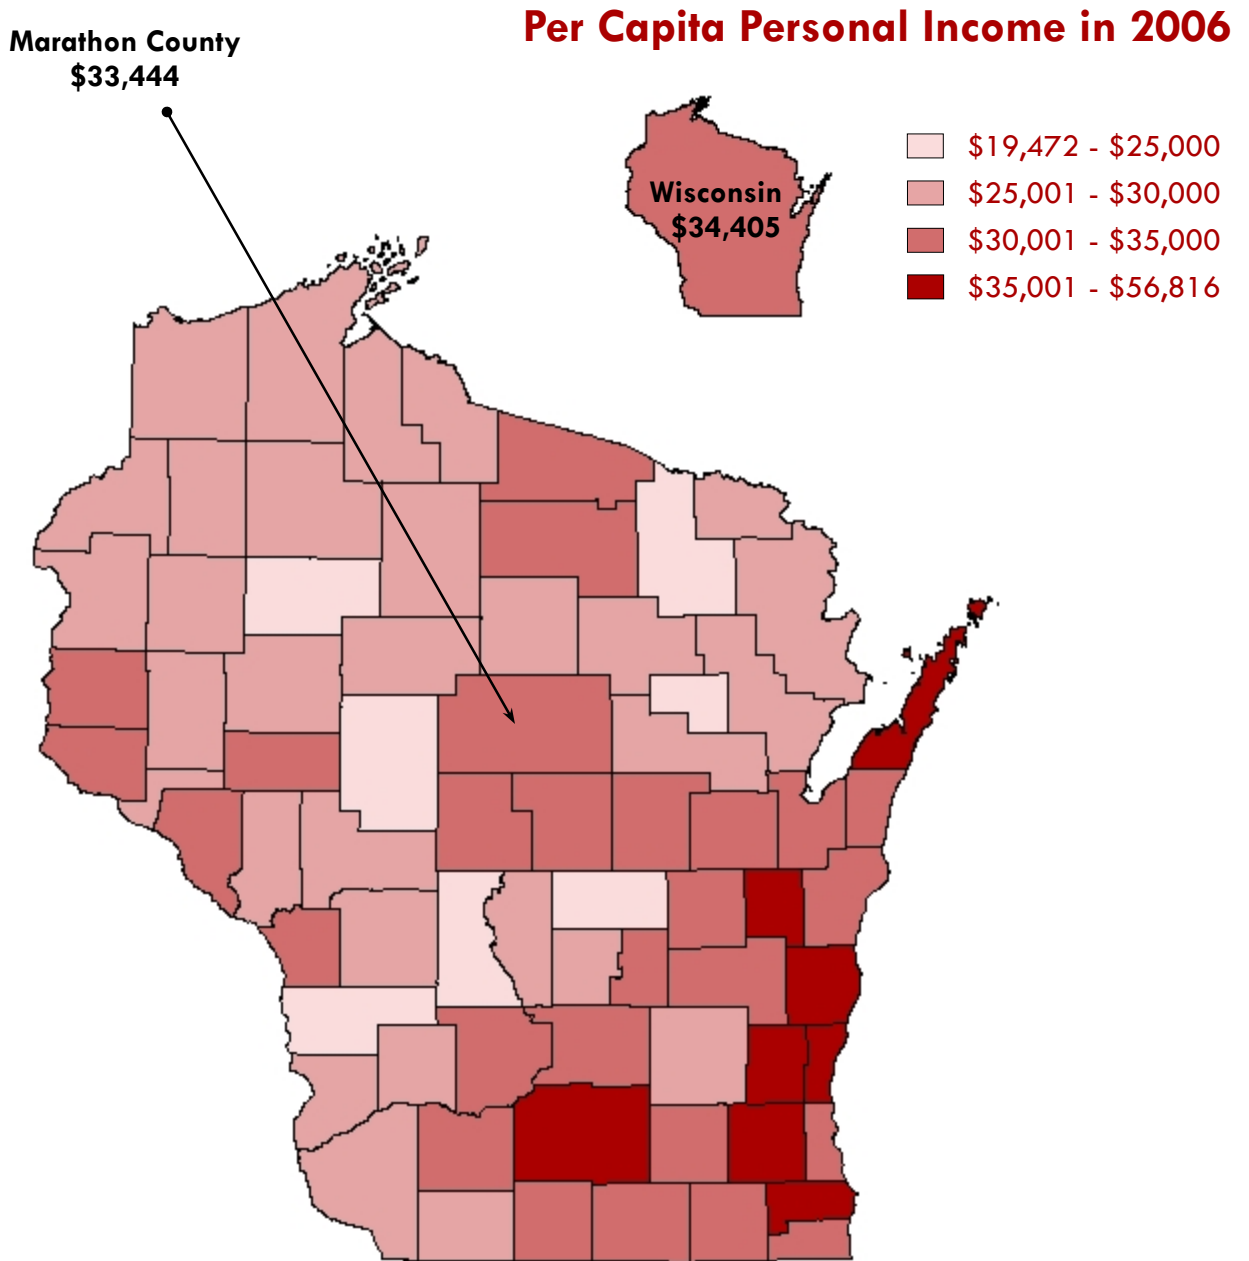 Per Capita Personal Income in 2006
Marathon County
$33,444
Wisconsin
$34,405
$19,472 - $25,000
$25,001 - $30,000
$30,001 - $35,000
$35,001 - $56,816